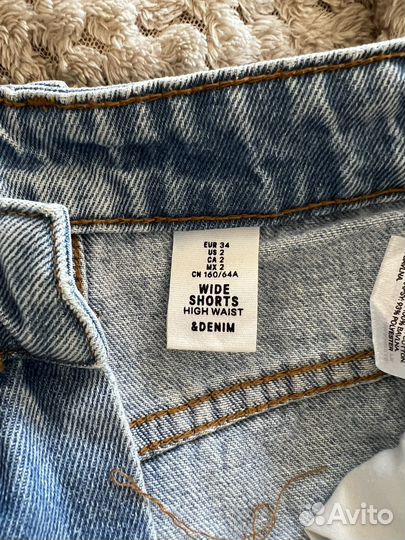 EUR 34
US 2
CA 2
MX 2
CN 160/64A
WIDE
SHORTS
HIGH WAIST
&DENIM
Avito